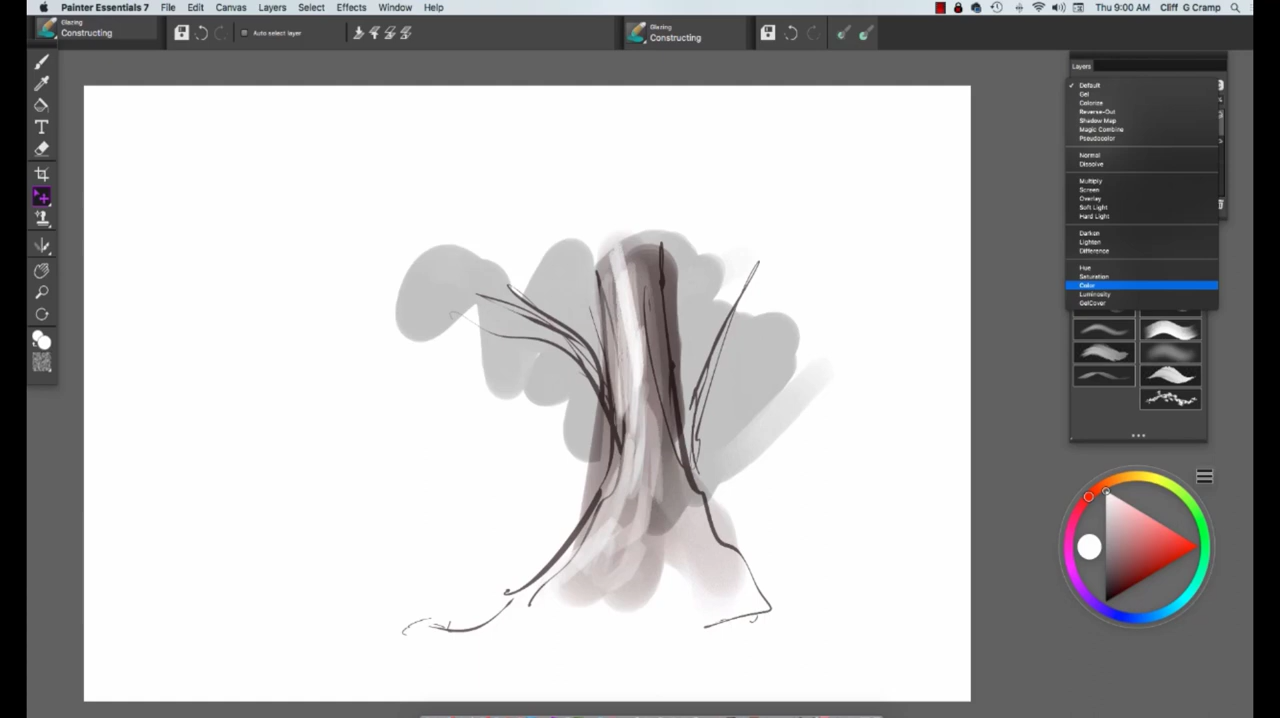 Painter Essentials 7 File Edit Canvas Layers Select Effects Window Help Thu 9:00 AM Cliff G Cramp
Glazing
Constructing
Auto select layer
Glazing
Constructing
Layers
Default
Gel
Colorize
Reverse-Out
Shadow Map
Magic Combine
Pseudocolor
Normal
Dissolve
Multiply
Screen
Overlay
Soft Light
Hard Light
Darken
Lighten
Difference
Hue
Saturation
Color
Luminosity
GelCover